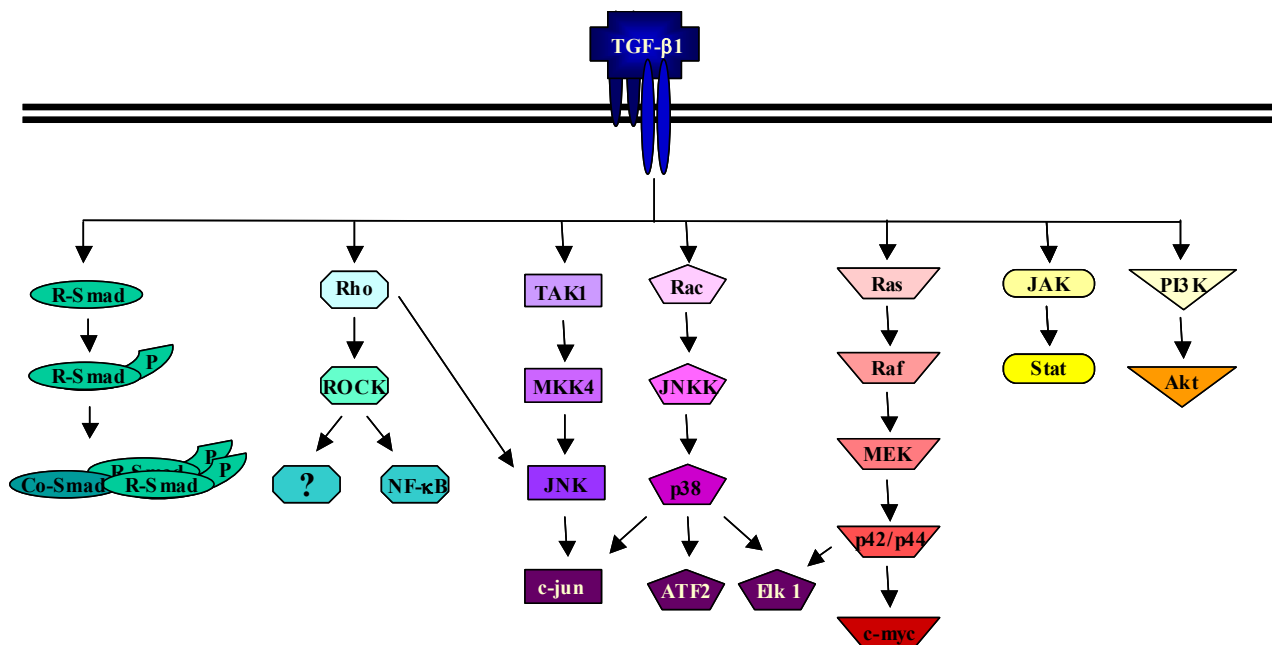 TGF-β1
R-Smad
Rho
TAK1
Rac
Ras
JAK
PI3K
R-Smad
P
ROCK
MKK4
JNKK
Raf
Stat
Akt
MEK
R-Smad
P
Co-Smad
R-Smad
P
?
NF-κB
JNK
p38
p42/p44
c-jun
ATF2
Elk 1
c-myc